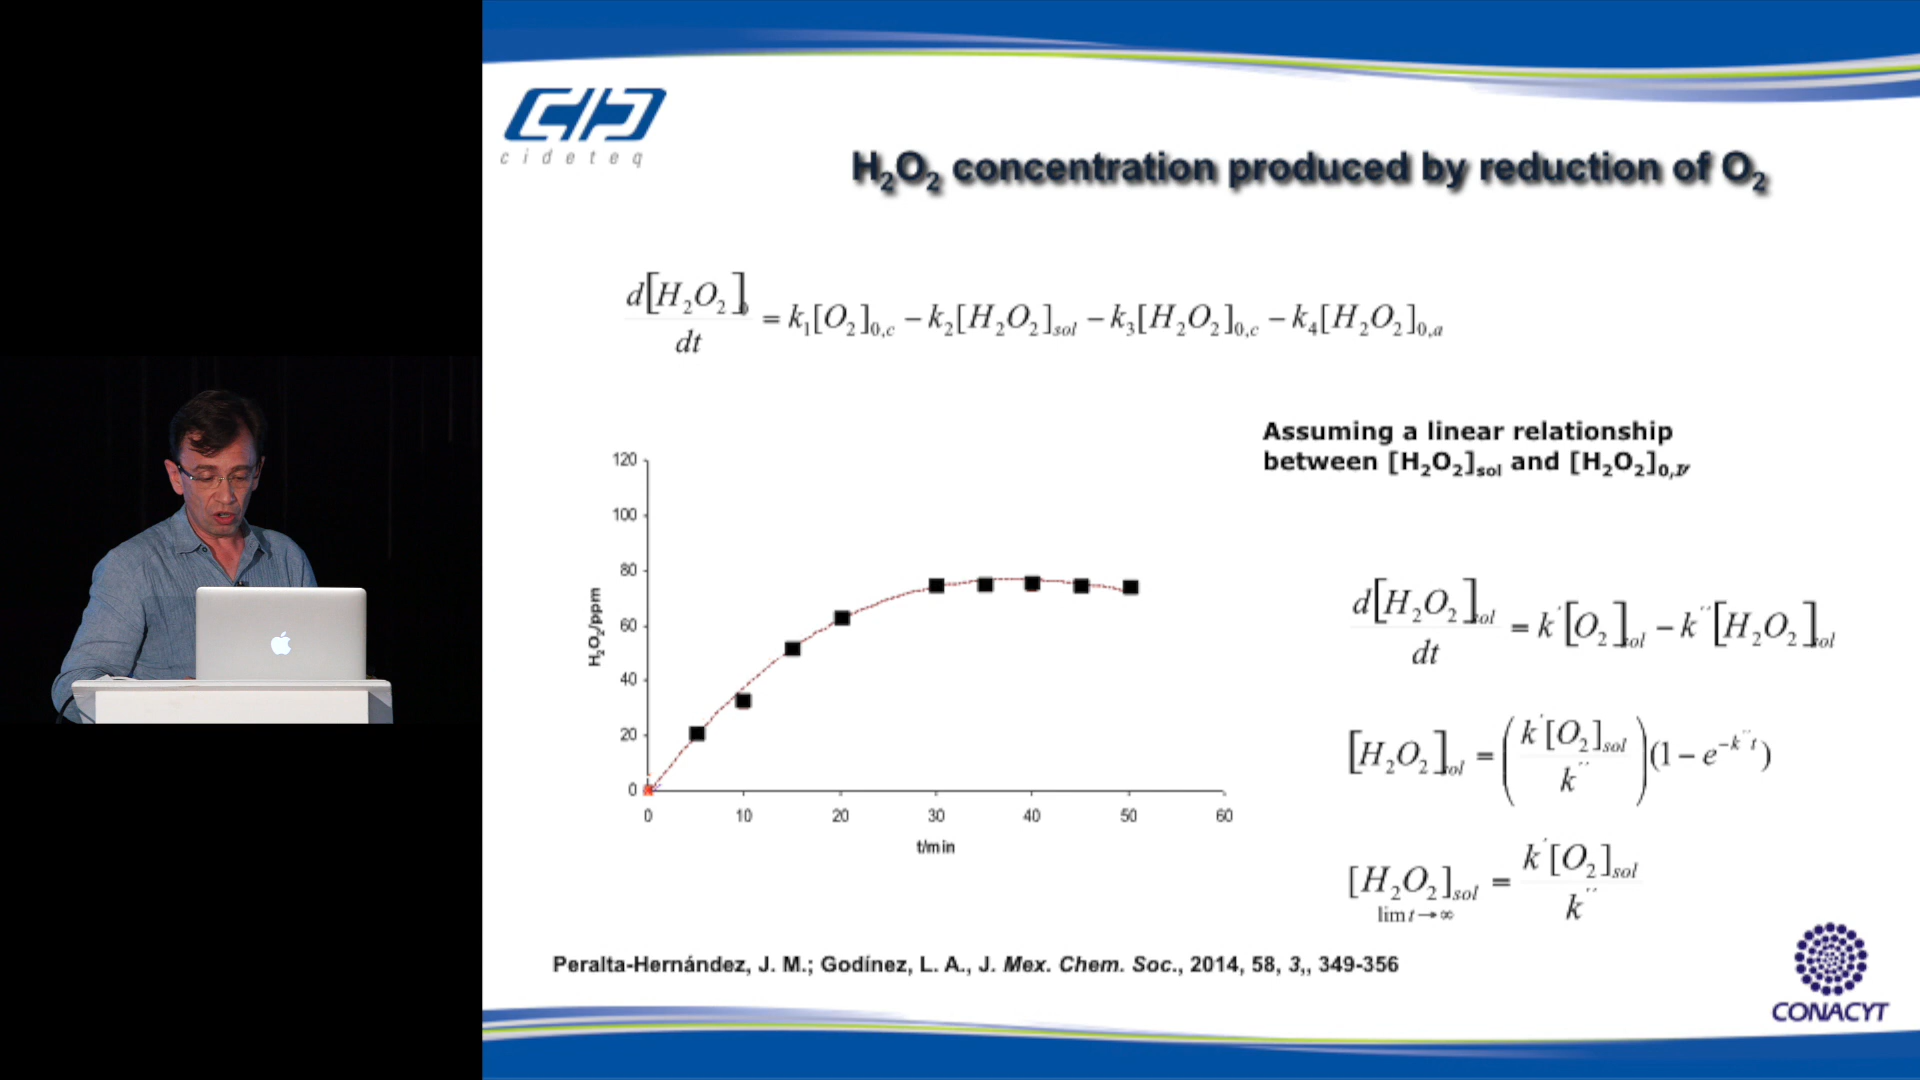 cideteq
H₂O₂ concentration produced by reduction of O₂
d[H₂O₂]₀/dt = k₁[O₂]₀,c − k₂[H₂O₂]sol − k₃[H₂O₂]₀,c − k₄[H₂O₂]₀,a
Assuming a linear relationship
between [H₂O₂]sol and
120
100
80
60
40
20
0
H₂O₂/ppm
0 10 20 30 40 50 60
t/min
d[H₂O₂]sol/dt = k´[O₂]sol − k´´[H₂O₂]sol
[H₂O₂]sol = (k´[O₂]sol/k´´)(1 − e^(−k´´t))
[H₂O₂]sol = k´[O₂]sol/k´´
lim t→∞
Peralta-Hernández, J. M.; Godínez, L. A., J. Mex. Chem. Soc., 2014, 58, 3,, 349-356
CONACYT